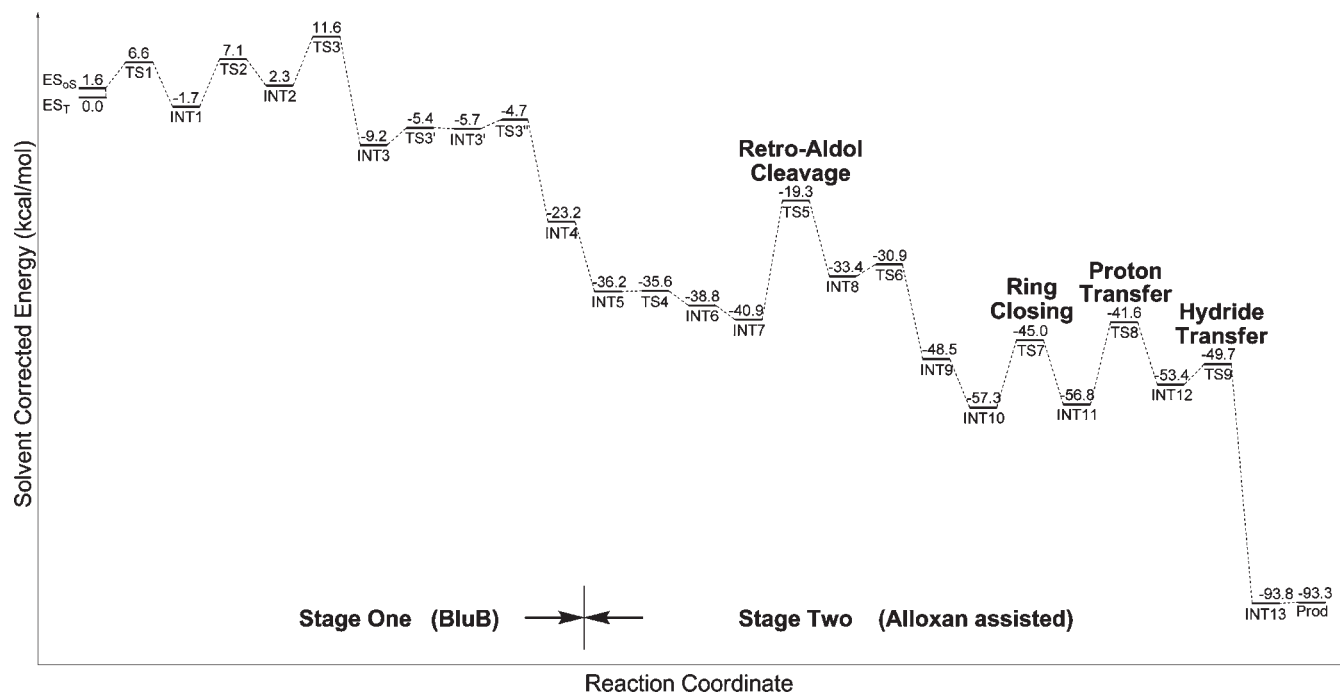 Solvent Corrected Energy (kcal/mol)
ES_oS 1.6
ES_T 0.0
6.6
TS1
-1.7
INT1
7.1
TS2
2.3
INT2
11.6
TS3
-9.2
INT3
-5.4
TS3'
-5.7
INT3'
-4.7
TS3"
-23.2
INT4
-36.2
INT5
-35.6
TS4
-38.8
INT6
-40.9
INT7
Retro-Aldol
Cleavage
-19.3
TS5
-33.4
INT8
-30.9
TS6
-48.5
INT9
-57.3
INT10
Ring
Closing
-45.0
TS7
-56.8
INT11
Proton
Transfer
-41.6
TS8
-53.4
INT12
Hydride
Transfer
-49.7
TS9
-93.8
INT13
-93.3
Prod
Stage One (BluB)
Stage Two (Alloxan assisted)
Reaction Coordinate